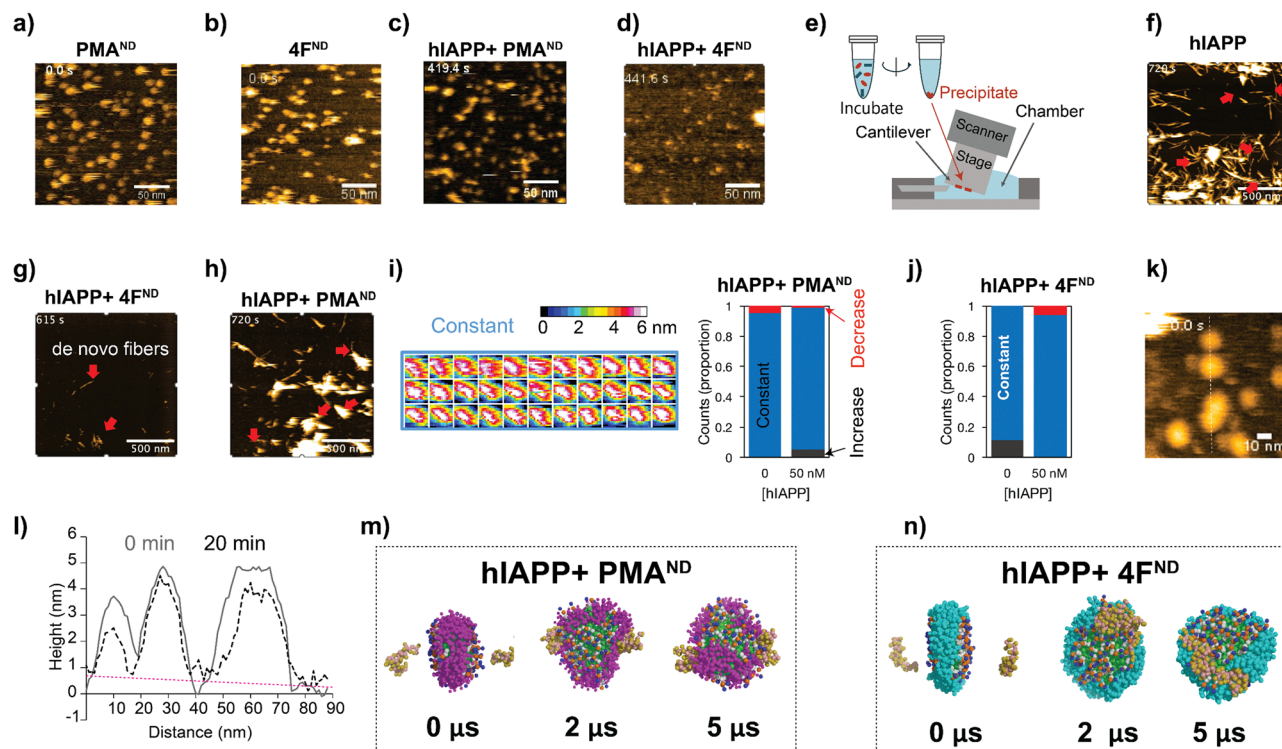 a)
PMA^ND
0.0 s
50 nm
b)
4F^ND
0.0 s
50 nm
c)
hIAPP+ PMA^ND
419.4 s
50 nm
d)
hIAPP+ 4F^ND
441.6 s
50 nm
e)
Incubate
Precipitate
Cantilever
Scanner
Stage
Chamber
f)
hIAPP
720 s
500 nm
g)
hIAPP+ 4F^ND
615 s
de novo fibers
500 nm
h)
hIAPP+ PMA^ND
720 s
500 nm
i)
Constant
0 2 4 6 nm
hIAPP+ PMA^ND
Counts (proportion)
1
0.8
0.6
0.4
0.2
0
Constant
Decrease
Increase
0 50 nM
[hIAPP]
j)
hIAPP+ 4F^ND
Counts (proportion)
1
0.8
0.6
0.4
0.2
0
Constant
0 50 nM
[hIAPP]
k)
0.0 s
10 nm
l)
0 min 20 min
Height (nm)
6
5
4
3
2
1
0
-1
10 20 30 40 50 60 70 80 90
Distance (nm)
m)
hIAPP+ PMA^ND
0 µs 2 µs 5 µs
n)
hIAPP+ 4F^ND
0 µs 2 µs 5 µs